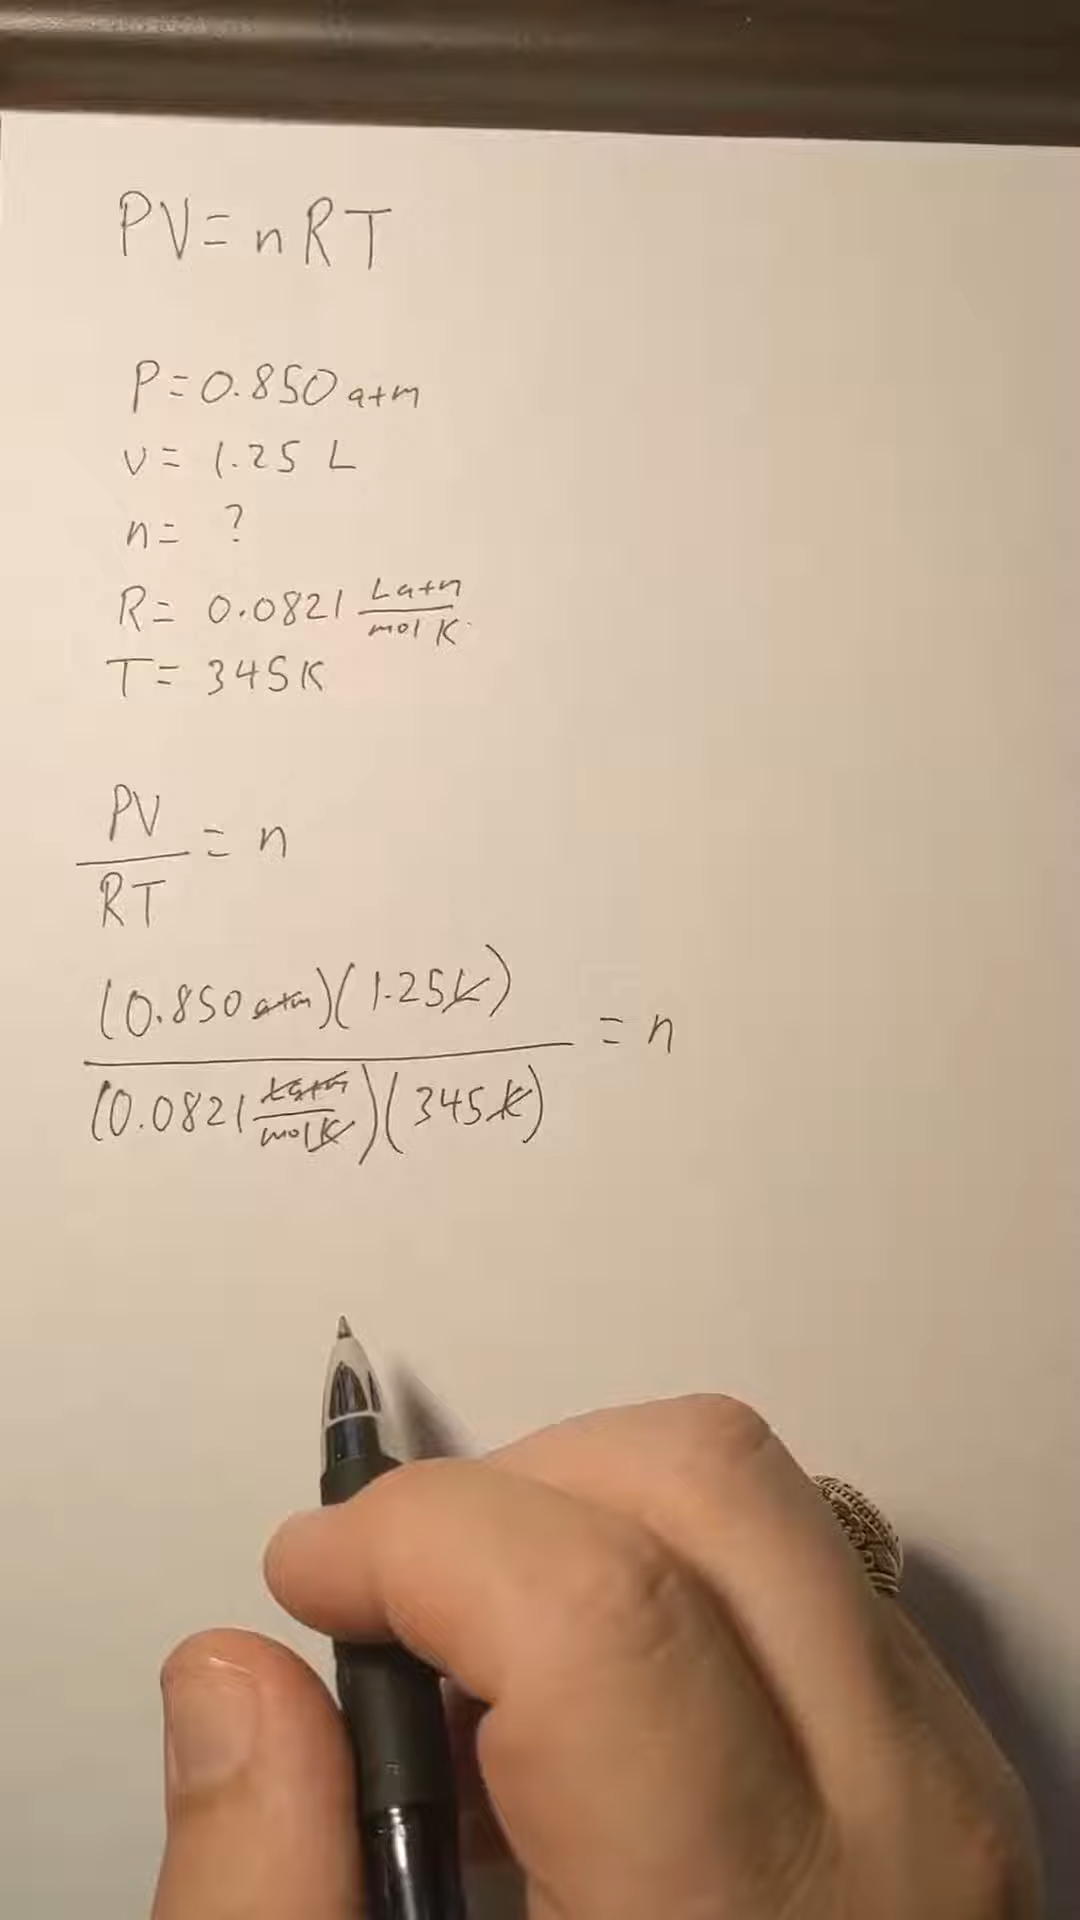 PV = nRT
P = 0.850 atm
V = 1.25 L
n = ?
R = 0.0821 L atm / mol K
T = 345 K
PV / RT = n
(0.850 atm)(1.25 L) / (0.0821 L atm / mol K)(345 K) = n